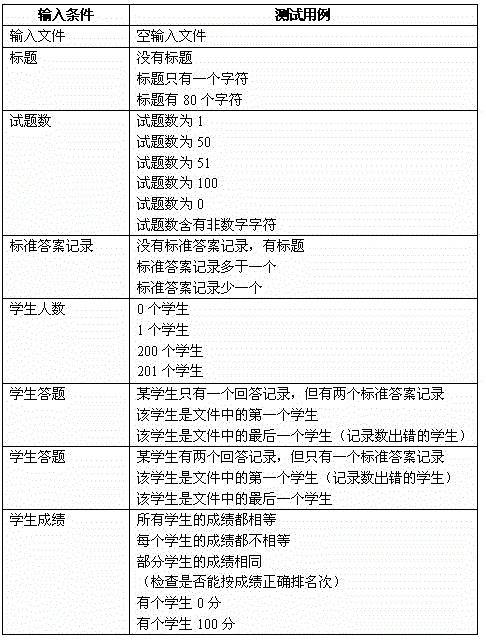 输入条件 测试用例
输入文件 空输入文件
标题 没有标题
标题只有一个字符
标题有 80 个字符
试题数 试题数为 1
试题数为 50
试题数为 51
试题数为 100
试题数为 0
试题数含有非数字字符
标准答案记录 没有标准答案记录，有标题
标准答案记录多于一个
标准答案记录少一个
学生人数 0 个学生
1 个学生
200 个学生
201 个学生
学生答题 某学生只有一个回答记录，但有两个标准答案记录
该学生是文件中的第一个学生
该学生是文件中的最后一个学生（记录数出错的学生）
学生答题 某学生有两个回答记录，但只有一个标准答案记录
该学生是文件中的第一个学生（记录数出错的学生）
该学生是文件中的最后一个学生
学生成绩 所有学生的成绩都相等
每个学生的成绩都不相等
部分学生的成绩相同
（检查是否能按成绩正确排名次）
有个学生 0 分
有个学生 100 分